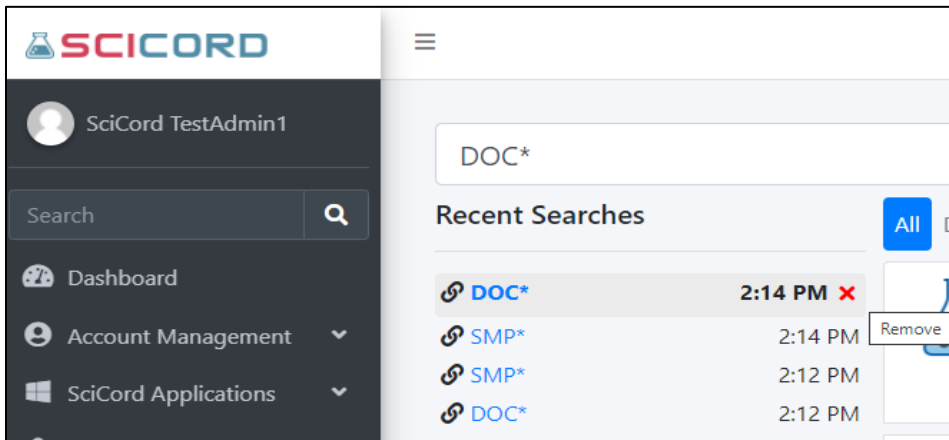 SCICORD
SciCord TestAdmin1
Search
Dashboard
Account Management
SciCord Applications
DOC*
Recent Searches
All
DOC* 2:14 PM
SMP* 2:14 PM
SMP* 2:12 PM
DOC* 2:12 PM
Remove